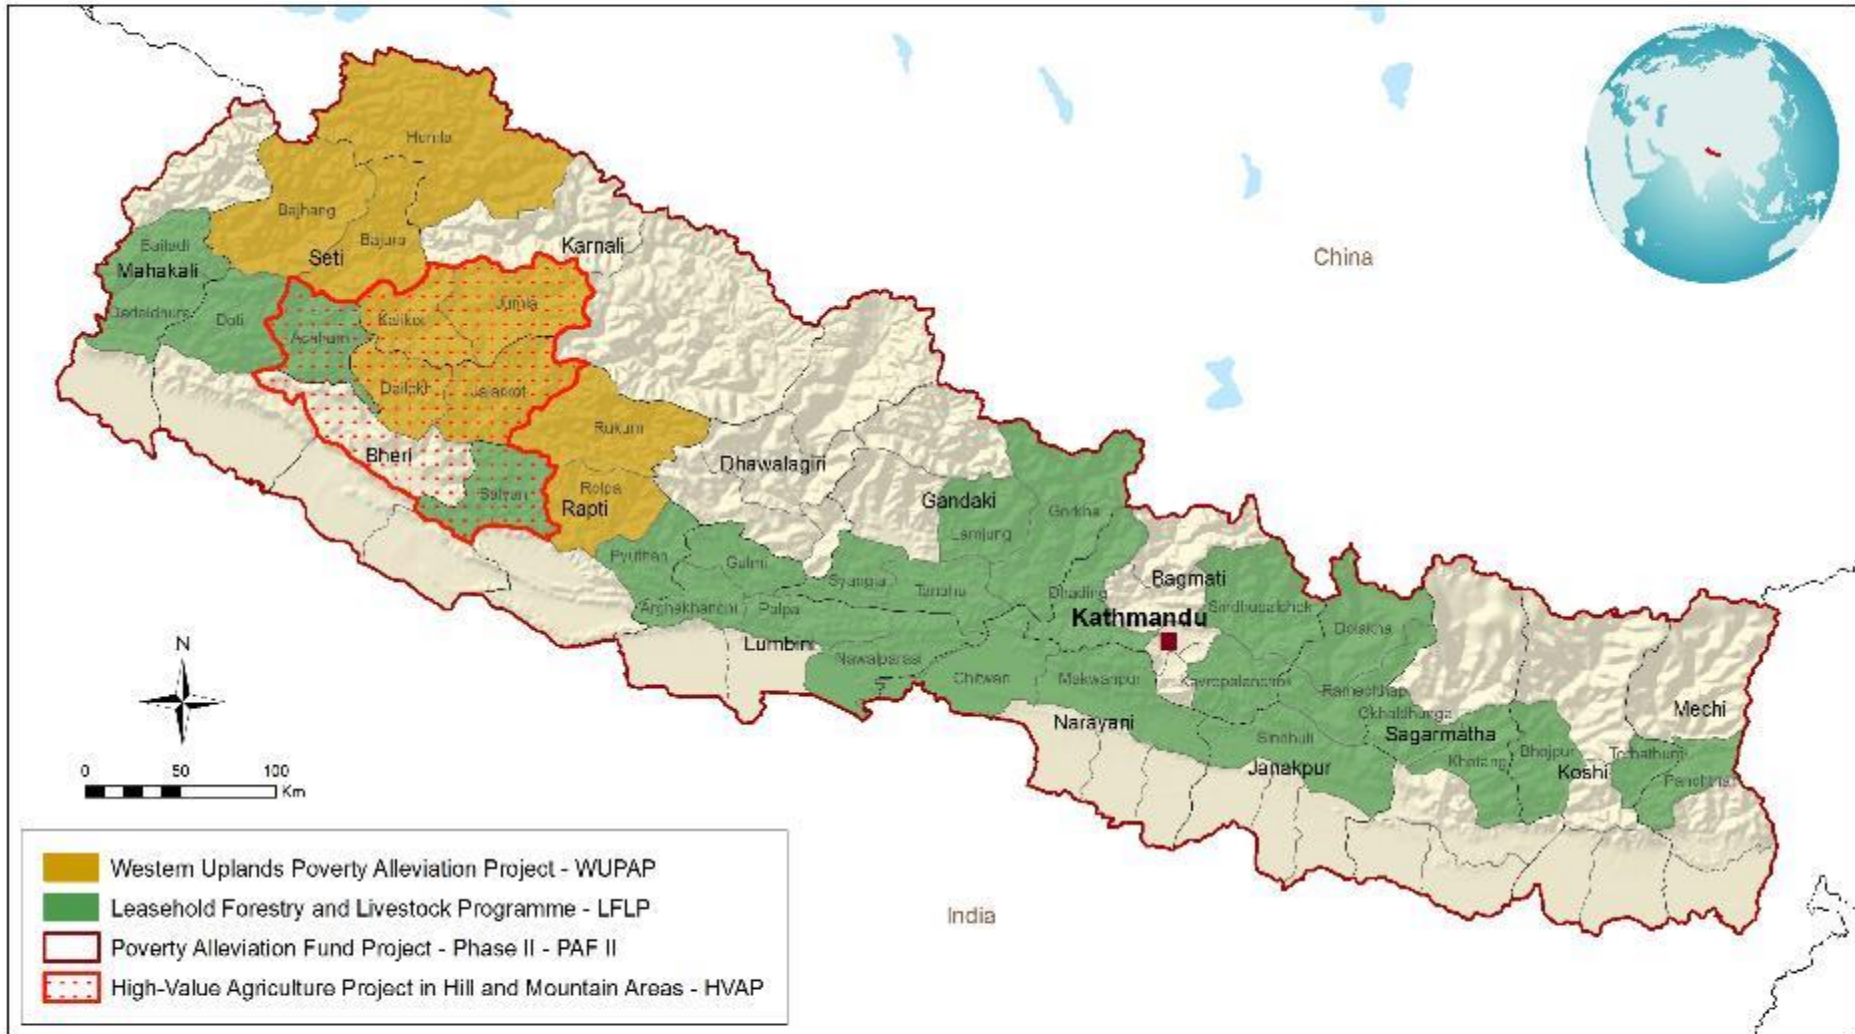 Humla
Bajhang
Bajura
Karnali
Baitadi
Seti
China
Mahakali
Jumla
Dadeldhura
Doti
Kalikot
Dailekh
Jajarkot
Rukum
Bheri
Dhawalagiri
Salyan
Rolpa
Rapti
Gandaki
Gorkha
Lamjung
Pyuthan
Gulmi
Syangja
Tanahu
Dhading
Bagmati
Arghakhanchi
Palpa
Kathmandu
Sindhupalchok
Dolakha
Lumbini
Nawalparasi
Chitwan
Makwanpur
Kavrepalanchok
Ramechhap
Okhaldhunga
Mechi
Narayani
Sindhuli
Sagarmatha
Janakpur
Khotang
Bhojpur
Koshi
N
0 50 100
Km
India
Western Uplands Poverty Alleviation Project - WUPAP
Leasehold Forestry and Livestock Programme - LFLP
Poverty Alleviation Fund Project - Phase II - PAF II
High-Value Agriculture Project in Hill and Mountain Areas - HVAP